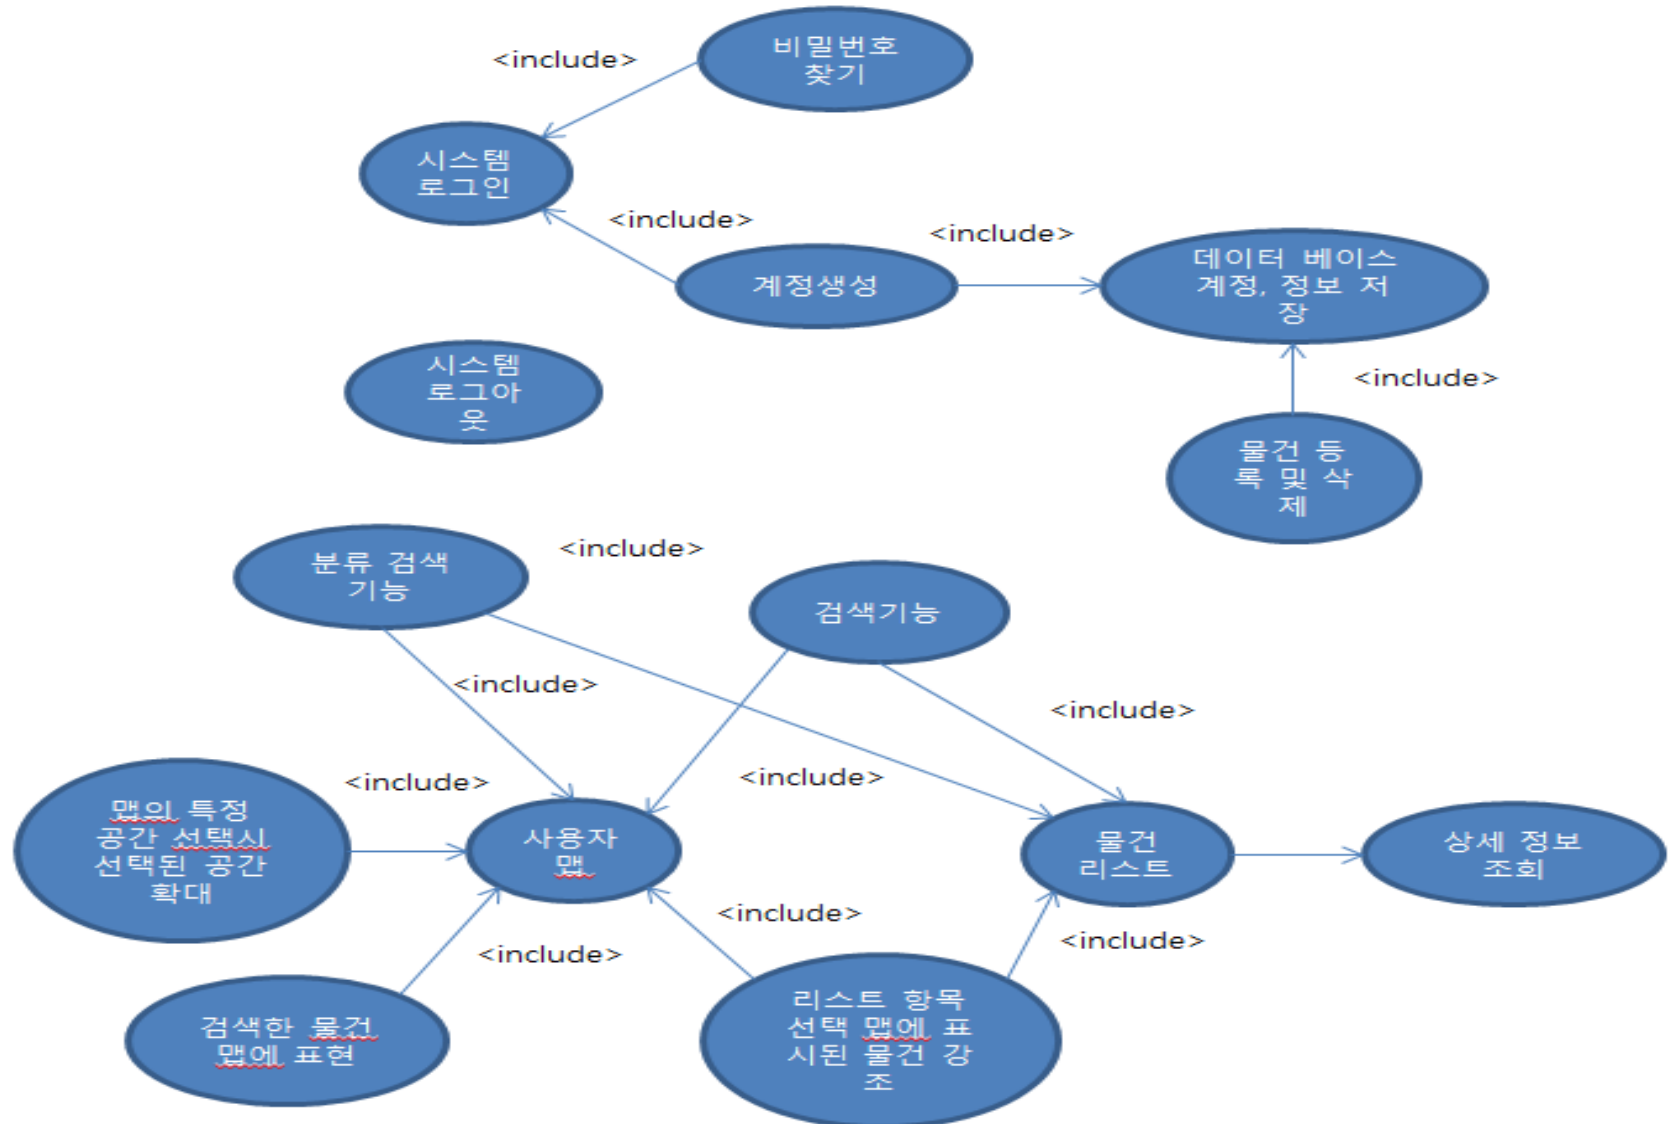 비밀번호
찾기
<include>
시스템
로그인
<include>
<include>
계정생성
데이터 베이스
계정, 정보 저
장
시스템
로그아
웃
<include>
물건 등
록 및 삭
제
분류 검색
기능
<include>
검색기능
<include>
<include>
<include>
<include>
맵의 특정
공간 선택시
선택된 공간
확대
사용자
맵
물건
리스트
상세 정보
조회
<include>
<include>
<include>
검색한 물건
맵에 표현
리스트 항목
선택 맵에 표
시된 물건 강
조